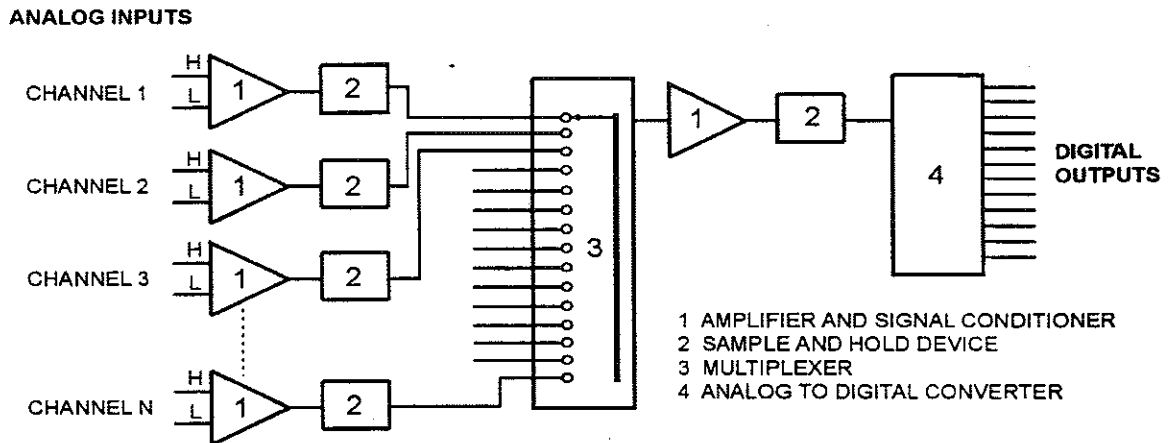 ANALOG INPUTS
H
CHANNEL 1
L
1
2
H
CHANNEL 2
L
1
2
H
CHANNEL 3
L
1
2
H
CHANNEL N
L
1
2
3
1
2
4
DIGITAL
OUTPUTS
1 AMPLIFIER AND SIGNAL CONDITIONER
2 SAMPLE AND HOLD DEVICE
3 MULTIPLEXER
4 ANALOG TO DIGITAL CONVERTER